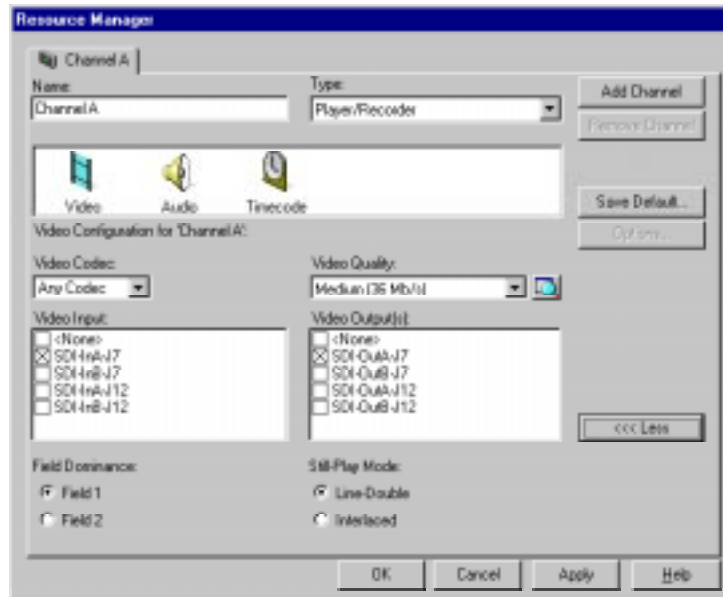 Resource Manager
Channel A
Name:
Channel A
Type:
Player/Recorder
Add Channel
Remove Channel
Video
Audio
Timecode
Save Default...
Options...
Video Configuration for 'Channel A':
Video Codec:
Any Codec
Video Quality:
Medium (36 Mb/s)
Video Input:
<None>
SDI-InA-J7
SDI-InB-J7
SDI-InA-J12
SDI-InB-J12
Video Output(s):
<None>
SDI-OutA-J7
SDI-OutB-J7
SDI-OutA-J12
SDI-OutB-J12
<<< Less
Field Dominance:
Field 1
Field 2
Still-Play Mode:
Line-Double
Interlaced
OK
Cancel
Apply
Help